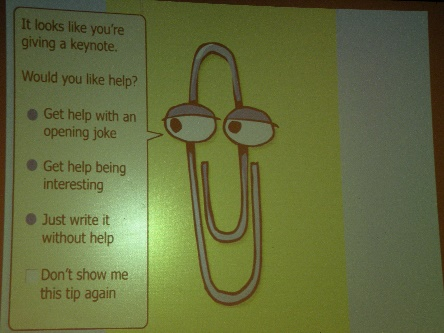 It looks like you're
giving a keynote.
Would you like help?
Get help with an
opening joke
Get help being
interesting
Just write it
without help
Don't show me
this tip again